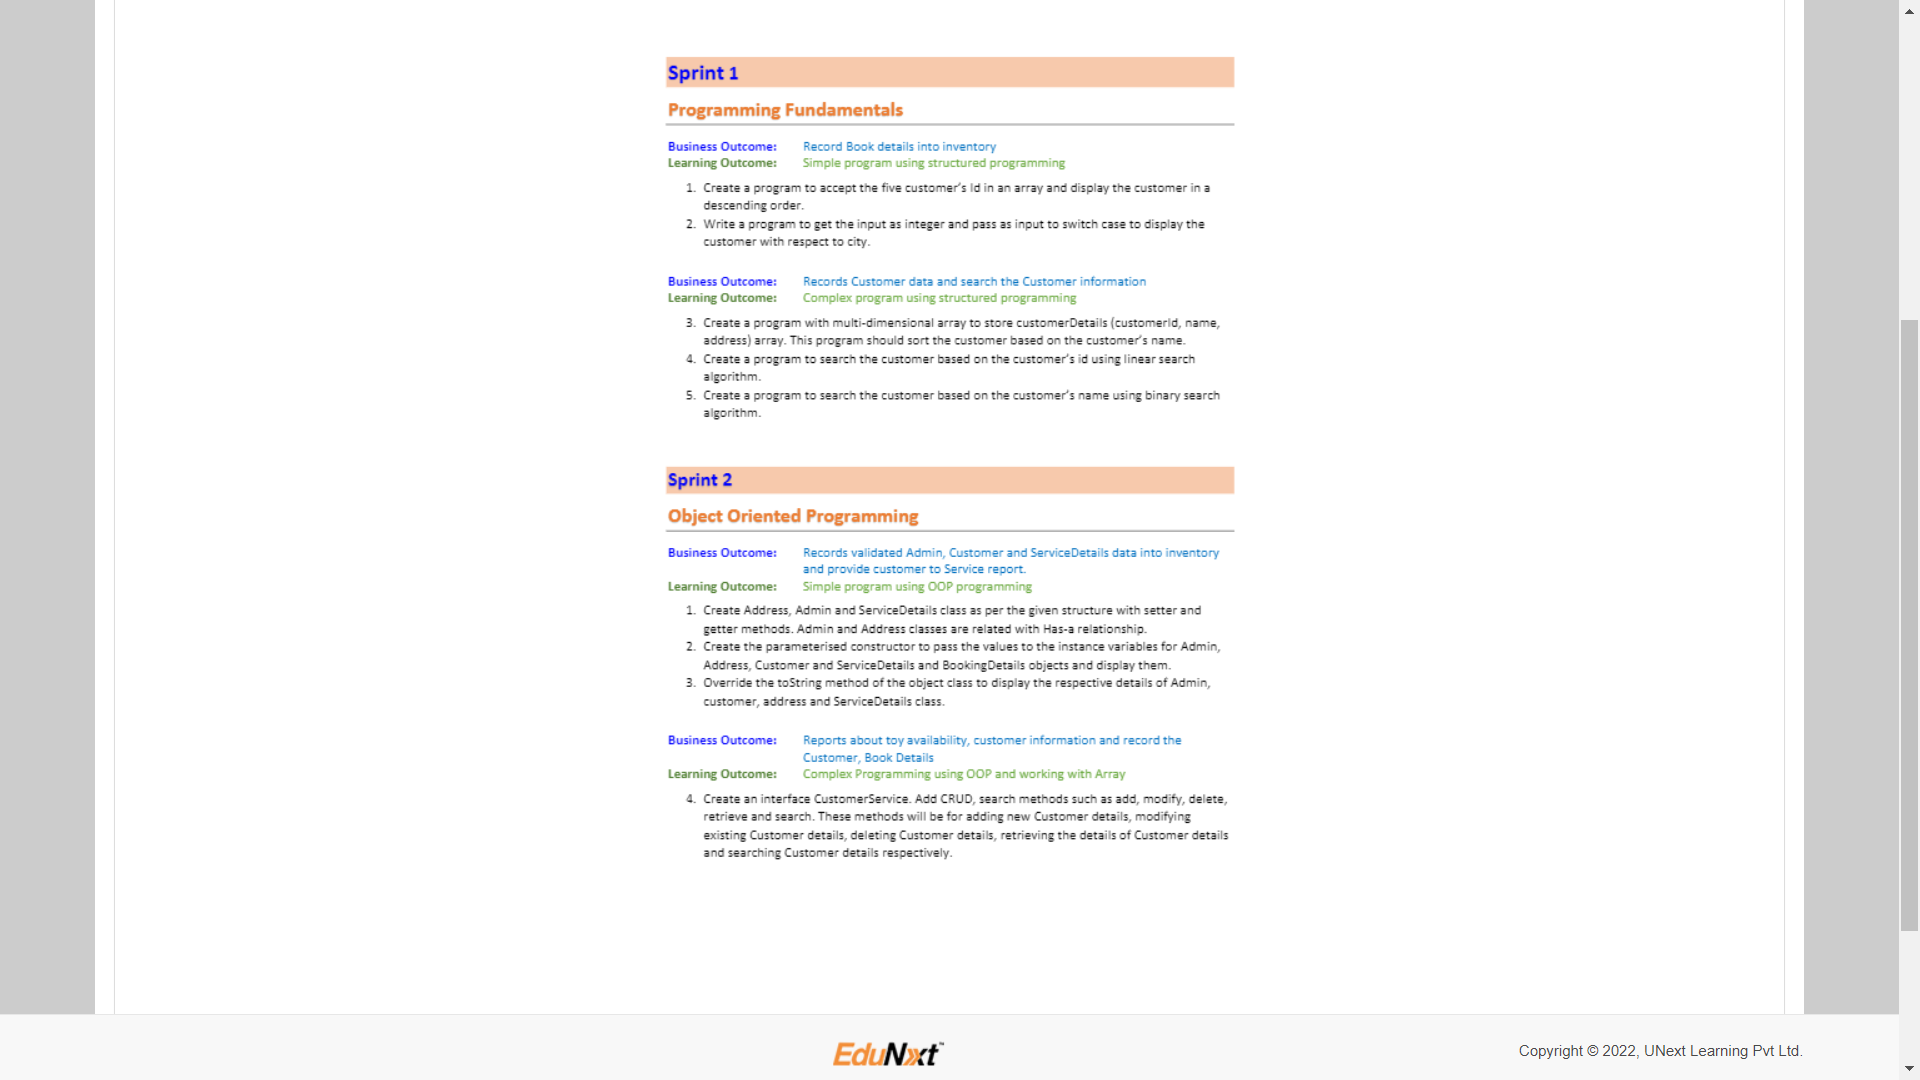 Sprint 1
Programming Fundamentals
Business Outcome: Record Book details into inventory
Learning Outcome: Simple program using structured programming
1. Create a program to accept the five customer's Id in an array and display the customer in a
descending order.
2. Write a program to get the input as integer and pass as input to switch case to display the
customer with respect to city.
Business Outcome: Records Customer data and search the Customer information
Learning Outcome: Complex program using structured programming
3. Create a program with multi-dimensional array to store customerDetails (customerId, name,
address) array. This program should sort the customer based on the customer's name.
4. Create a program to search the customer based on the customer's id using linear search
algorithm.
5. Create a program to search the customer based on the customer's name using binary search
algorithm.
Sprint 2
Object Oriented Programming
Business Outcome: Records validated Admin, Customer and ServiceDetails data into inventory
and provide customer to Service report.
Learning Outcome: Simple program using OOP programming
1. Create Address, Admin and ServiceDetails class as per the given structure with setter and
getter methods. Admin and Address classes are related with Has-a relationship.
2. Create the parameterised constructor to pass the values to the instance variables for Admin,
Address, Customer and ServiceDetails and BookingDetails objects and display them.
3. Override the toString method of the object class to display the respective details of Admin,
customer, address and ServiceDetails class.
Business Outcome: Reports about toy availability, customer information and record the
Customer, Book Details
Learning Outcome: Complex Programming using OOP and working with Array
4. Create an interface CustomerService. Add CRUD, search methods such as add, modify, delete,
retrieve and search. These methods will be for adding new Customer details, modifying
existing Customer details, deleting Customer details, retrieving the details of Customer details
and searching Customer details respectively.
EduNxt™
Copyright © 2022, UNext Learning Pvt Ltd.